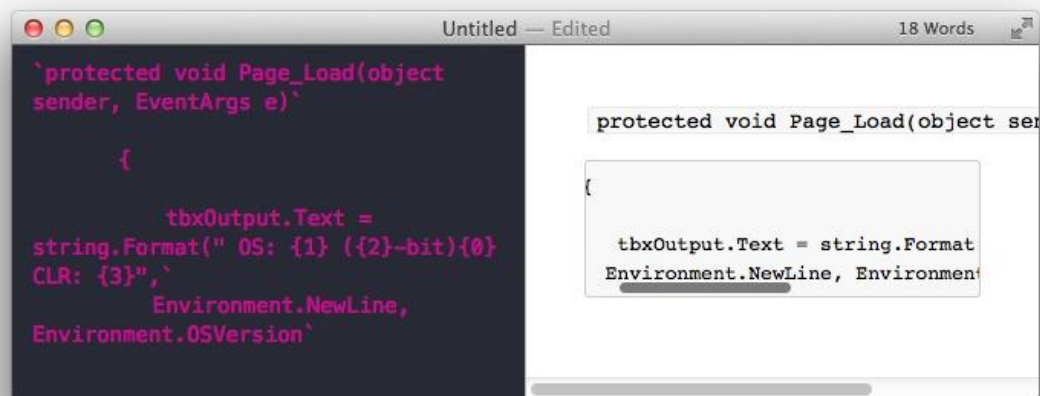 Untitled — Edited
18 Words
`protected void Page_Load(object
sender, EventArgs e)`
{
tbxOutput.Text =
string.Format(" OS: {1} ({2}-bit){0}
CLR: {3}",`
Environment.NewLine,
Environment.OSVersion`
protected void Page_Load(object ser
{
tbxOutput.Text = string.Format
Environment.NewLine, Environment